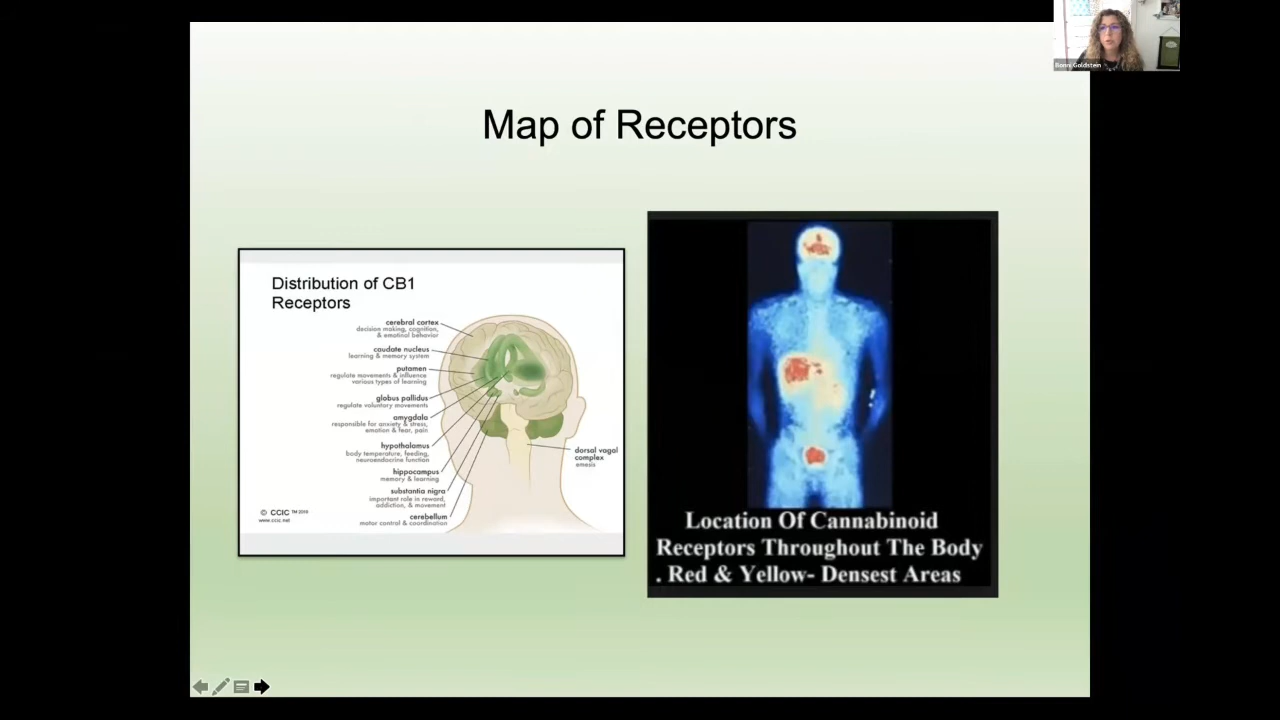 Bonni Goldstein
Map of Receptors
Distribution of CB1
Receptors
cerebral cortex
decision making, cognition,
& emotional behavior
caudate nucleus
learning & memory system
putamen
regulate movements & influence
various types of learning
globus pallidus
regulate voluntary movements
amygdala
responsible for anxiety & stress,
emotion & fear, pain
hypothalamus
body temperature, feeding,
neuroendocrine function
hippocampus
memory & learning
substantia nigra
important role in reward,
addiction, & movement
cerebellum
motor control & coordination
dorsal vagal
complex
emesis
© CCIC TM 2010
www.ccic.net
Location Of Cannabinoid
Receptors Throughout The Body
. Red & Yellow- Densest Areas